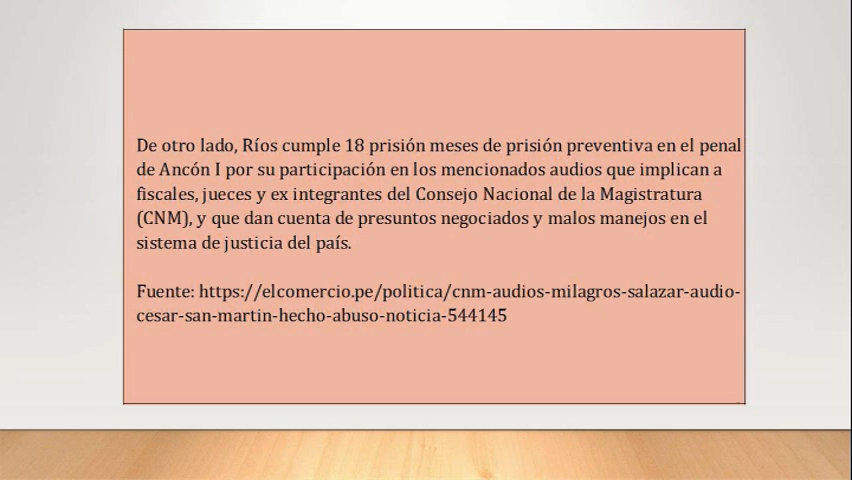 De otro lado, Ríos cumple 18 prisión meses de prisión preventiva en el penal
de Ancón I por su participación en los mencionados audios que implican a
fiscales, jueces y ex integrantes del Consejo Nacional de la Magistratura
(CNM), y que dan cuenta de presuntos negociados y malos manejos en el
sistema de justicia del país.
Fuente: https://elcomercio.pe/politica/cnm-audios-milagros-salazar-audio-
cesar-san-martin-hecho-abuso-noticia-544145